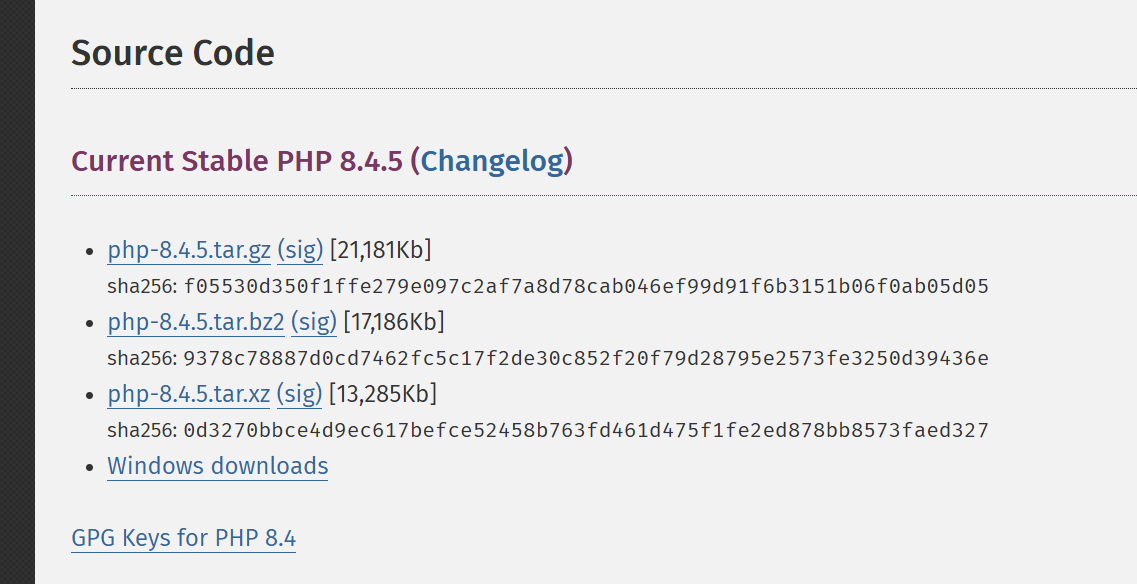 Source Code
Current Stable PHP 8.4.5 (Changelog)
php-8.4.5.tar.gz (sig) [21,181Kb]
sha256: f05530d350f1ffe279e097c2af7a8d78cab046ef99d91f6b3151b06f0ab05d05
php-8.4.5.tar.bz2 (sig) [17,186Kb]
sha256: 9378c78887d0cd7462fc5c17f2de30c852f20f79d28795e2573fe3250d39436e
php-8.4.5.tar.xz (sig) [13,285Kb]
sha256: 0d3270bbce4d9ec617befce52458b763fd461d475f1fe2ed878bb8573faed327
Windows downloads
GPG Keys for PHP 8.4